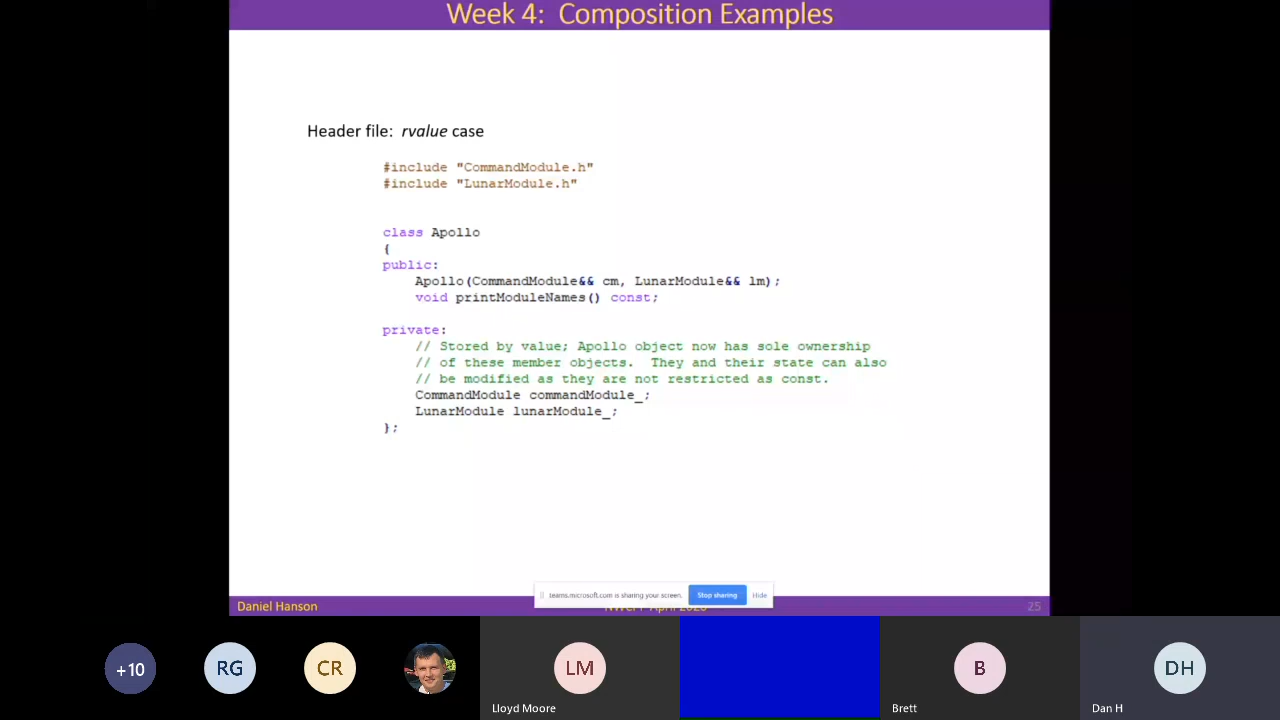 Week 4:  Composition Examples
Header file:  rvalue case
#include "CommandModule.h"
#include "LunarModule.h"
class Apollo
{
public:
    Apollo(CommandModule&& cm, LunarModule&& lm);
    void printModuleNames() const;
private:
    // Stored by value; Apollo object now has sole ownership
    // of these member objects.  They and their state can also
    // be modified as they are not restricted as const.
    CommandModule commandModule_;
    LunarModule lunarModule_;
};
teams.microsoft.com is sharing your screen. Stop sharing Hide
Daniel Hanson 25
+10 RG CR LM B DH
Lloyd Moore Brett Dan H